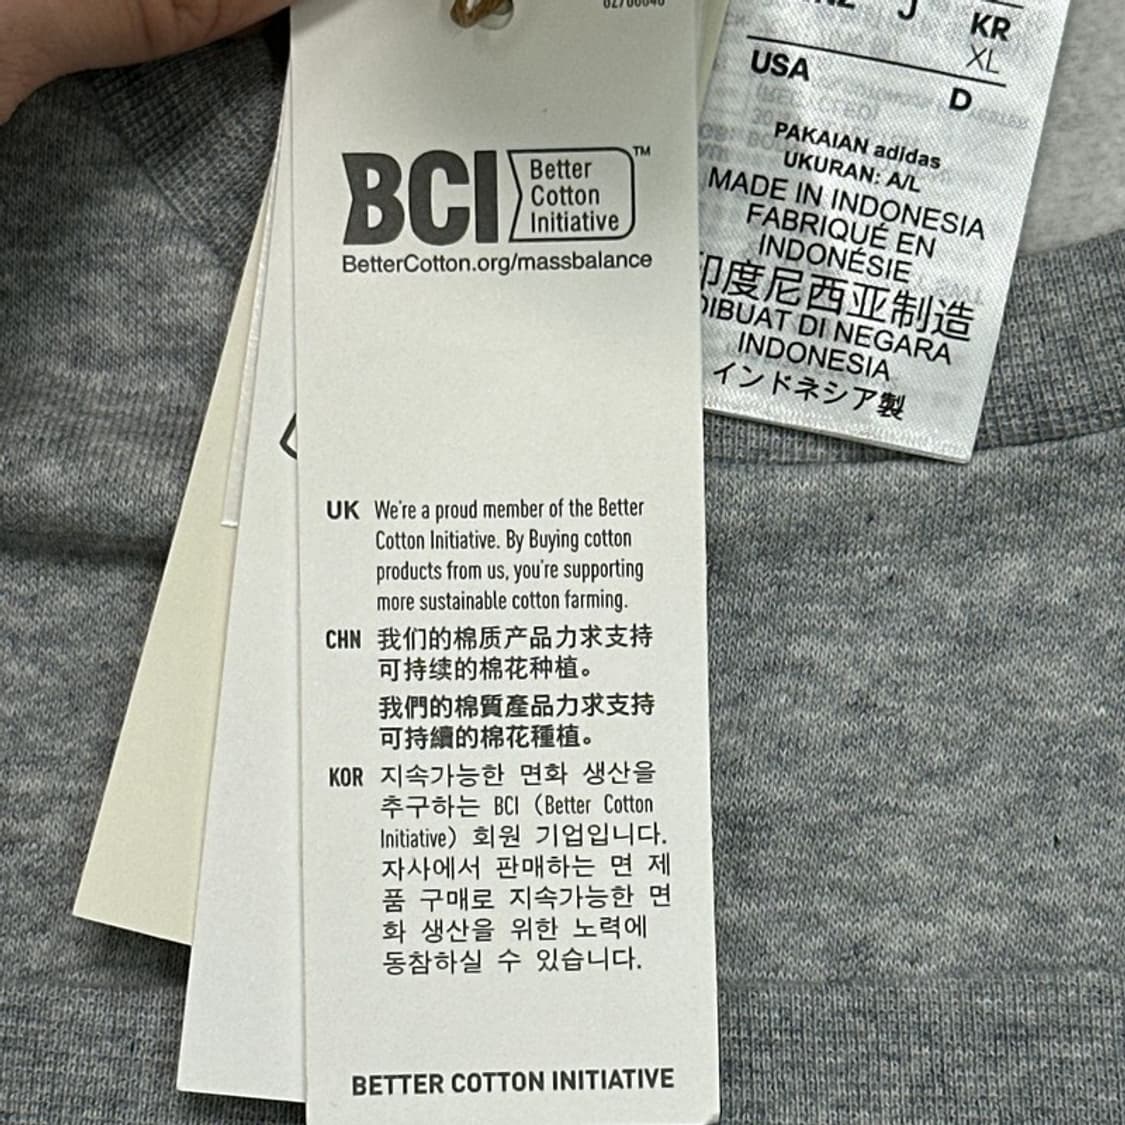 BCI
Better
Cotton
Initiative
TM
BetterCotton.org/massbalance
UK We're a proud member of the Better
Cotton Initiative. By Buying cotton
products from us, you're supporting
more sustainable cotton farming.
CHN 我们的棉质产品力求支持
可持续的棉花种植。
我們的棉質產品力求支持
可持續的棉花種植。
KOR 지속가능한 면화 생산을
추구하는 BCI (Better Cotton
Initiative) 회원 기업입니다.
자사에서 판매하는 면 제
품 구매로 지속가능한 면
화 생산을 위한 노력에
동참하실 수 있습니다.
BETTER COTTON INITIATIVE
J KR
XL
USA
D
PAKAIAN adidas
UKURAN: A/L
MADE IN INDONESIA
FABRIQUÉ EN
INDONÉSIE
印度尼西亚制造
DIBUAT DI NEGARA
INDONESIA
インドネシア製